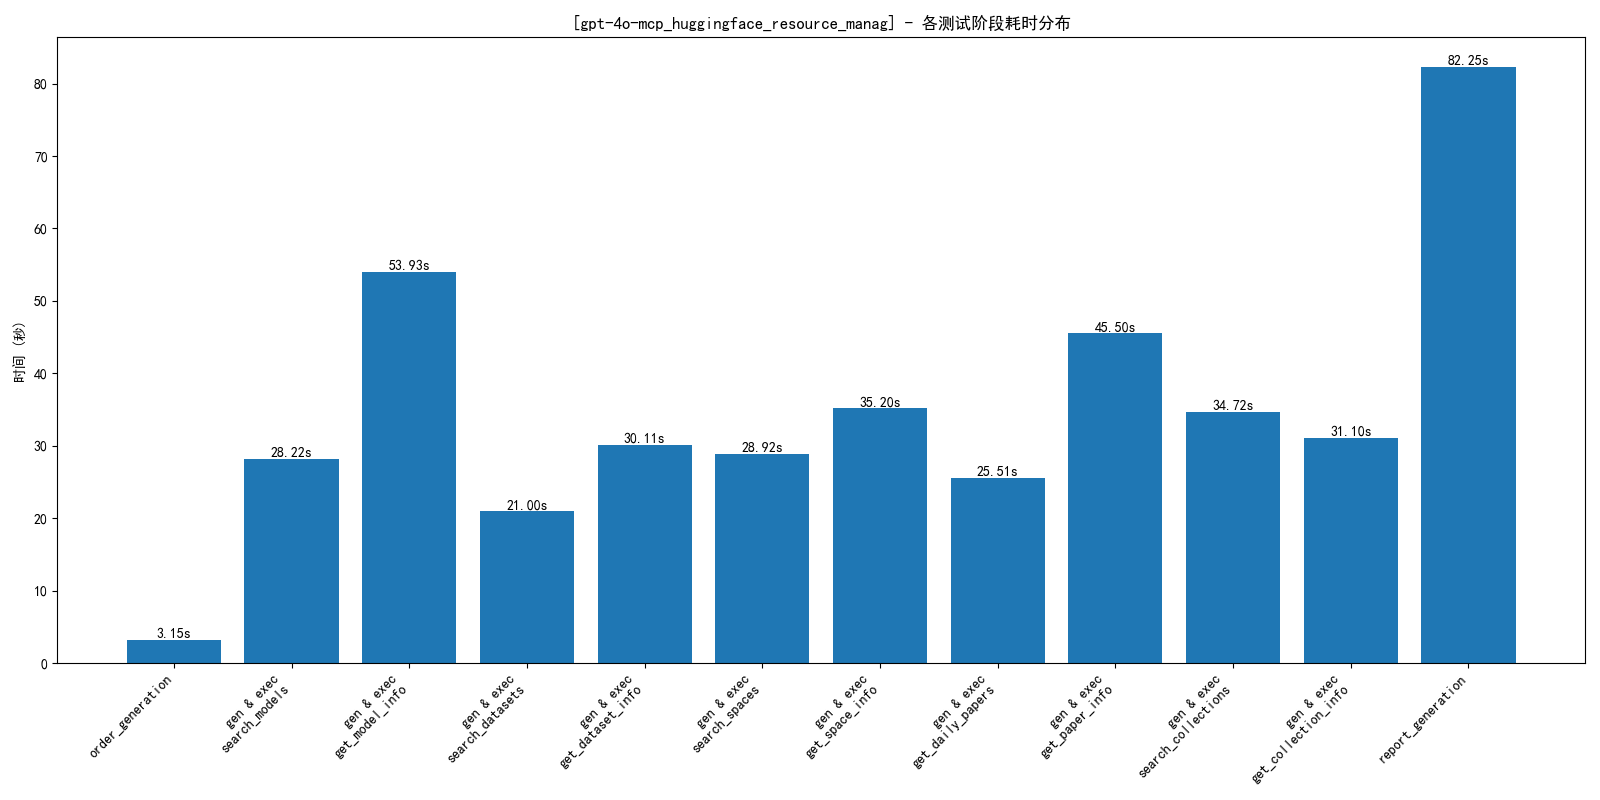 [gpt-4o-mcp_huggingface_resource_manag] - 各测试阶段耗时分布
时间 (秒)
80
70
60
50
40
30
20
10
0
3.15s
28.22s
53.93s
21.00s
30.11s
28.92s
35.20s
25.51s
45.50s
34.72s
31.10s
82.25s
order_generation
gen & exec
search_models
gen & exec
get_model_info
gen & exec
search_datasets
gen & exec
get_dataset_info
gen & exec
search_spaces
gen & exec
get_space_info
gen & exec
get_daily_papers
gen & exec
get_paper_info
gen & exec
search_collections
gen & exec
get_collection_info
report_generation